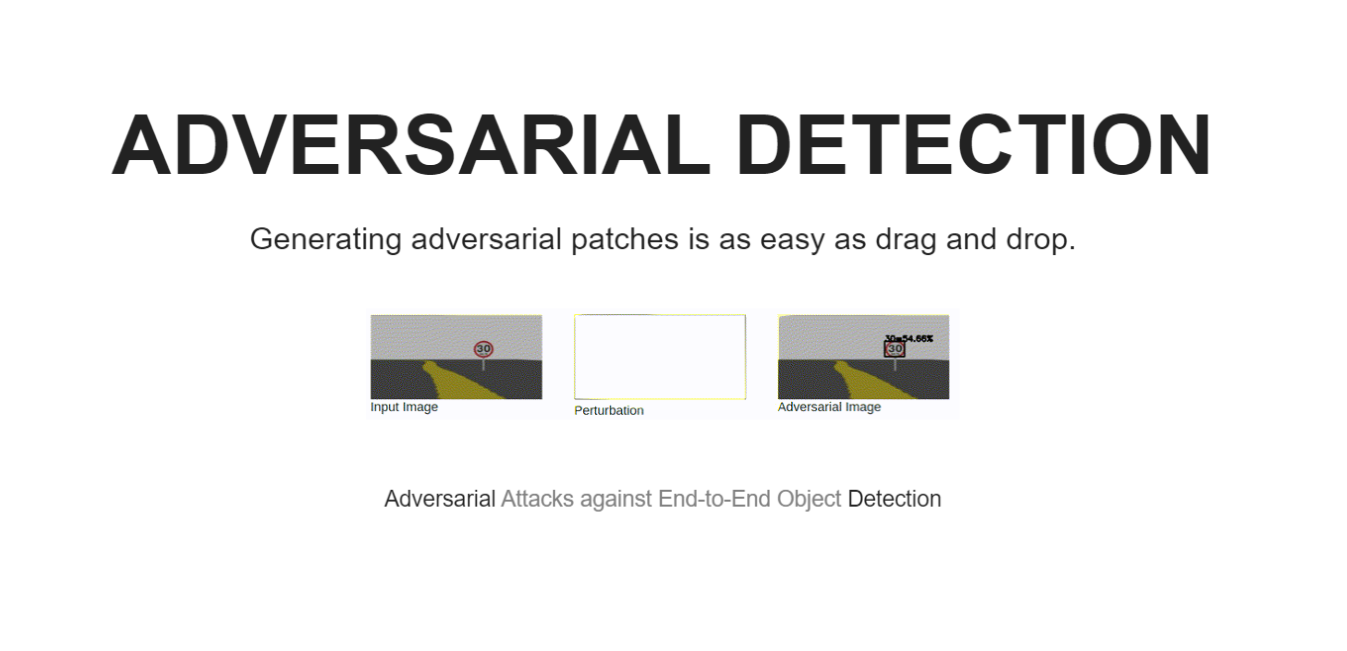 ADVERSARIAL DETECTION
Generating adversarial patches is as easy as drag and drop.
30
30=54.66%
30
Input Image
Perturbation
Adversarial Image
Adversarial Attacks against End-to-End Object Detection